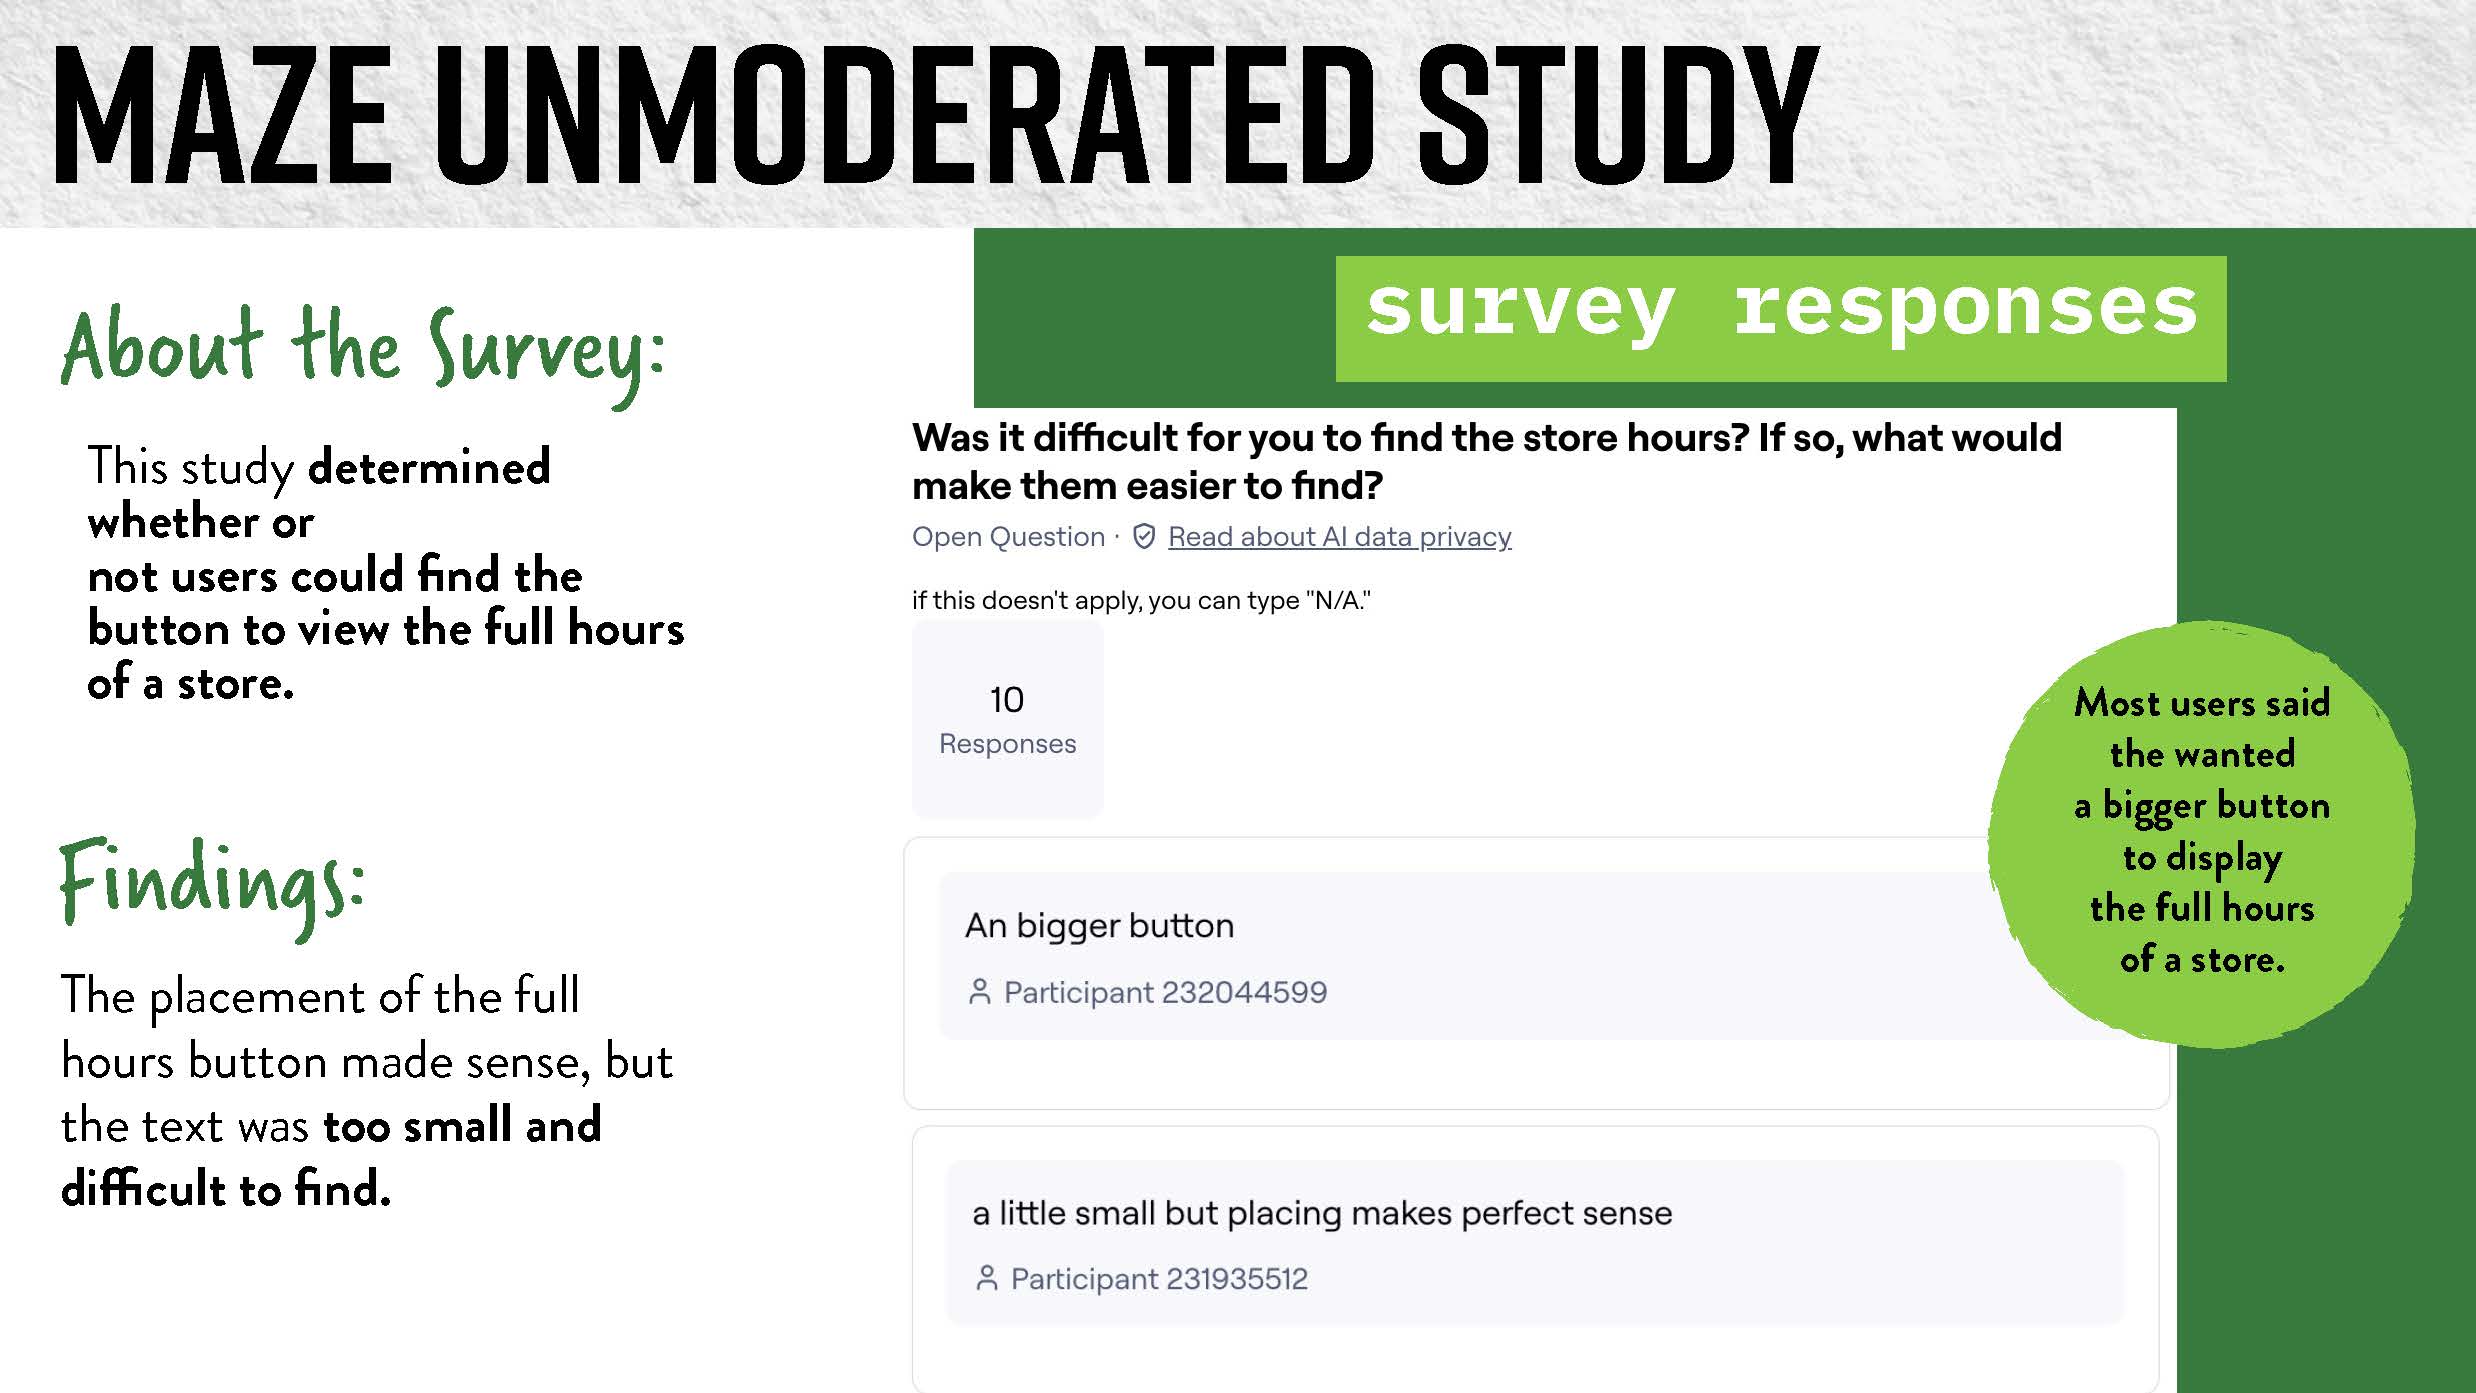 MAZE UNMODERATED STUDY
About the Survey:
This study determined
whether or
not users could find the
button to view the full hours
of a store.
Findings:
The placement of the full
hours button made sense, but
the text was too small and
difficult to find.
survey responses
Was it difficult for you to find the store hours? If so, what would
make them easier to find?
Open Question · Read about AI data privacy
if this doesn't apply, you can type "N/A."
10
Responses
An bigger button
Participant 232044599
a little small but placing makes perfect sense
Participant 231935512
Most users said
the wanted
a bigger button
to display
the full hours
of a store.